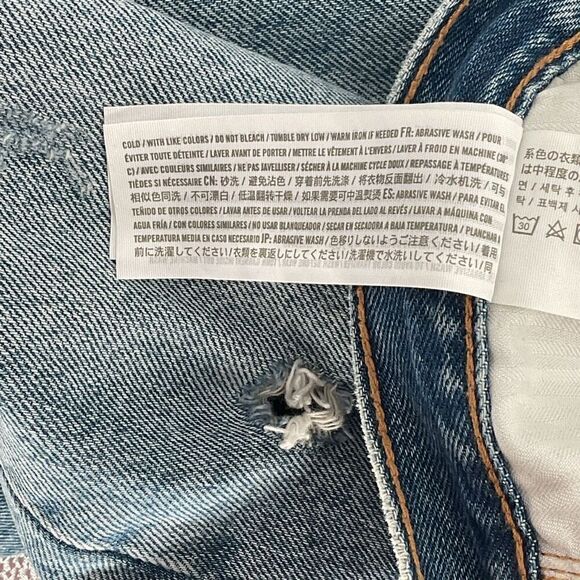 COLD / WITH LIKE COLORS / DO NOT BLEACH / TUMBLE DRY LOW / WARM IRON IF NEEDED FR: ABRASIVE WASH / POUR
ÉVITER TOUTE DÉTEINTE / LAVER AVANT DE PORTER / METTRE LE VÊTEMENT À L'ENVERS / LAVER À FROID EN MACHINE (30°
C) / AVEC COULEURS SIMILAIRES / NE PAS JAVELLISER / SÉCHER À LA MACHINE CYCLE DOUX / REPASSAGE À TEMPÉRATURES
TIÈDES SI NÉCESSAIRE CN: 砂洗 / 避免沾色 / 穿着前先洗涤 / 将衣物反面翻出 / 冷水机洗 / 可与
相似色同洗 / 不可漂白 / 低温翻转干燥 / 如果需要可中温熨烫 ES: ABRASIVE WASH / PARA EVITAR EL
TEÑIDO DE OTROS COLORES / LAVAR ANTES DE USAR / VOLTEAR LA PRENDA DEL LADO AL REVÉS / LAVAR A MÁQUINA CON
AGUA FRÍA / CON COLORES SIMILARES / NO USAR BLANQUEADOR / SECAR EN SECADORA A BAJA TEMPERATURA / PLANCHAR A
TEMPERATURA MEDIA EN CASO NECESARIO JP: ABRASIVE WASH / 色移りしないようご注意ください / 着用
前に洗濯してください / 衣類を裏返しにしてください / 洗濯機で水洗いしてください / 同
系色の衣類
は中程度の
면 / 세탁 후
탁 / 표백제 사
30